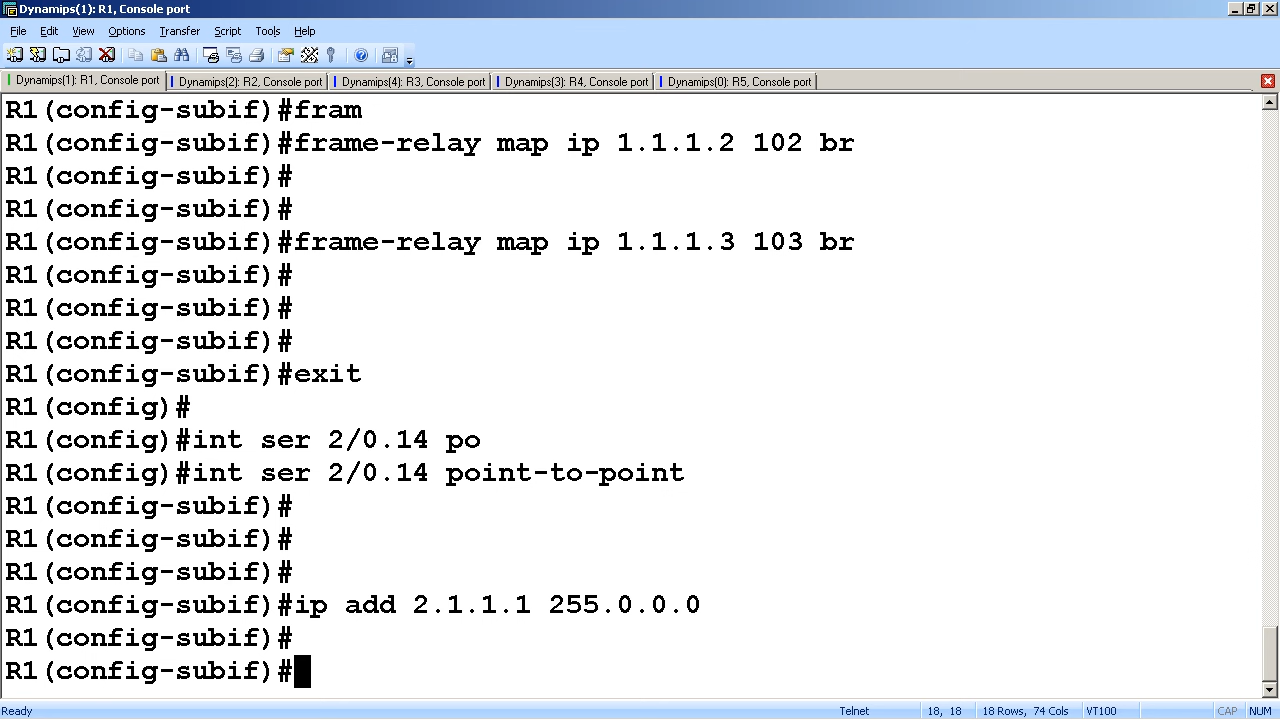 Dynamips(1): R1, Console port
File Edit View Options Transfer Script Tools Help
Dynamips(1): R1, Console port Dynamips(2): R2, Console port Dynamips(4): R3, Console port Dynamips(3): R4, Console port Dynamips(0): R5, Console port
R1(config-subif)#fram
R1(config-subif)#frame-relay map ip 1.1.1.2 102 br
R1(config-subif)#
R1(config-subif)#
R1(config-subif)#frame-relay map ip 1.1.1.3 103 br
R1(config-subif)#
R1(config-subif)#
R1(config-subif)#
R1(config-subif)#exit
R1(config)#
R1(config)#int ser 2/0.14 po
R1(config)#int ser 2/0.14 point-to-point
R1(config-subif)#
R1(config-subif)#
R1(config-subif)#
R1(config-subif)#ip add 2.1.1.1 255.0.0.0
R1(config-subif)#
R1(config-subif)#
Ready Telnet 18, 18 18 Rows, 74 Cols VT100 CAP NUM